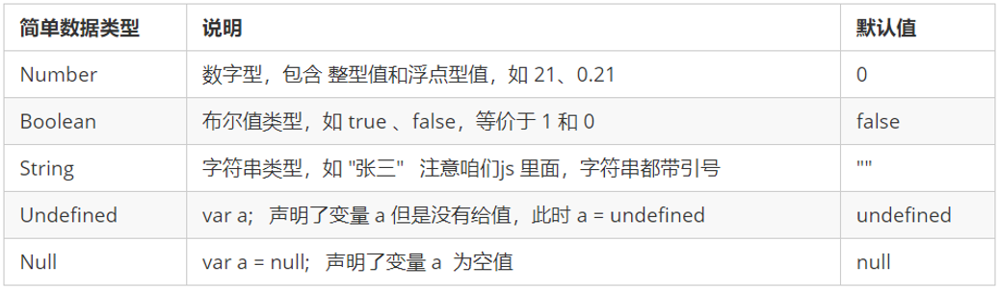 简单数据类型 说明 默认值
Number 数字型，包含 整型值和浮点型值，如 21、0.21 0
Boolean 布尔值类型，如 true 、false，等价于 1 和 0 false
String 字符串类型，如 "张三" 注意咱们js 里面，字符串都带引号 ""
Undefined var a; 声明了变量 a 但是没有给值，此时 a = undefined undefined
Null var a = null; 声明了变量 a 为空值 null